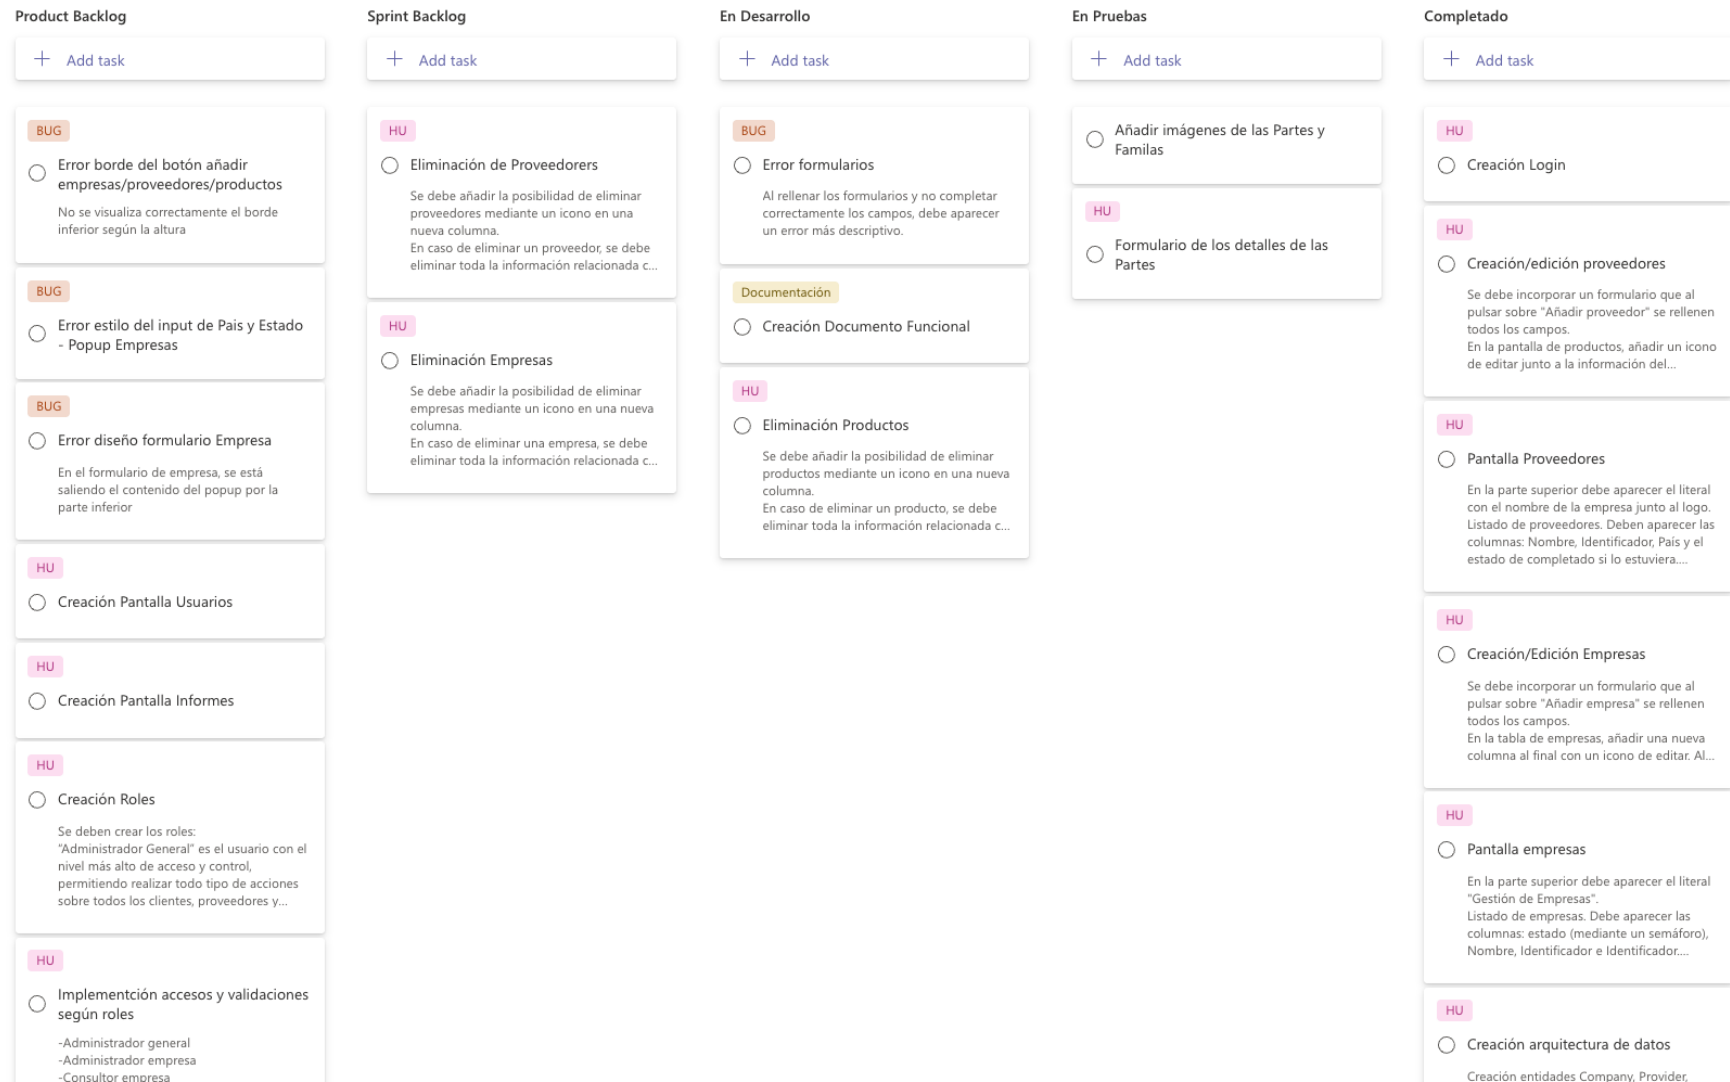 Product Backlog
Add task
BUG
Error borde del botón añadir
empresas/proveedores/productos
No se visualiza correctamente el borde
inferior según la altura
BUG
Error estilo del input de Pais y Estado
- Popup Empresas
BUG
Error diseño formulario Empresa
En el formulario de empresa, se está
saliendo el contenido del popup por la
parte inferior
HU
Creación Pantalla Usuarios
HU
Creación Pantalla Informes
HU
Creación Roles
Se deben crear los roles:
"Administrador General" es el usuario con el
nivel más alto de acceso y control,
permitiendo realizar todo tipo de acciones
sobre todos los clientes, proveedores y...
HU
Implementción accesos y validaciones
según roles
-Administrador general
-Administrador empresa
-Consultor empresa
Sprint Backlog
Add task
HU
Eliminación de Proveedorers
Se debe añadir la posibilidad de eliminar
proveedores mediante un icono en una
nueva columna.
En caso de eliminar un proveedor, se debe
eliminar toda la información relacionada c...
HU
Eliminación Empresas
Se debe añadir la posibilidad de eliminar
empresas mediante un icono en una nueva
columna.
En caso de eliminar una empresa, se debe
eliminar toda la información relacionada c...
En Desarrollo
Add task
BUG
Error formularios
Al rellenar los formularios y no completar
correctamente los campos, debe aparecer
un error más descriptivo.
Documentación
Creación Documento Funcional
HU
Eliminación Productos
Se debe añadir la posibilidad de eliminar
productos mediante un icono en una nueva
columna.
En caso de eliminar un producto, se debe
eliminar toda la información relacionada c...
En Pruebas
Add task
Añadir imágenes de las Partes y
Familas
HU
Formulario de los detalles de las
Partes
Completado
Add task
HU
Creación Login
HU
Creación/edición proveedores
Se debe incorporar un formulario que al
pulsar sobre "Añadir proveedor" se rellenen
todos los campos.
En la pantalla de productos, añadir un icono
de editar junto a la información del...
HU
Pantalla Proveedores
En la parte superior debe aparecer el literal
con el nombre de la empresa junto al logo.
Listado de proveedores. Deben aparecer las
columnas: Nombre, Identificador, País y el
estado de completado si lo estuviera....
HU
Creación/Edición Empresas
Se debe incorporar un formulario que al
pulsar sobre "Añadir empresa" se rellenen
todos los campos.
En la tabla de empresas, añadir una nueva
columna al final con un icono de editar. Al...
HU
Pantalla empresas
En la parte superior debe aparecer el literal
"Gestión de Empresas".
Listado de empresas. Debe aparecer las
columnas: estado (mediante un semáforo),
Nombre, Identificador e Identificador....
HU
Creación arquitectura de datos
Creación entidades Company, Provider,